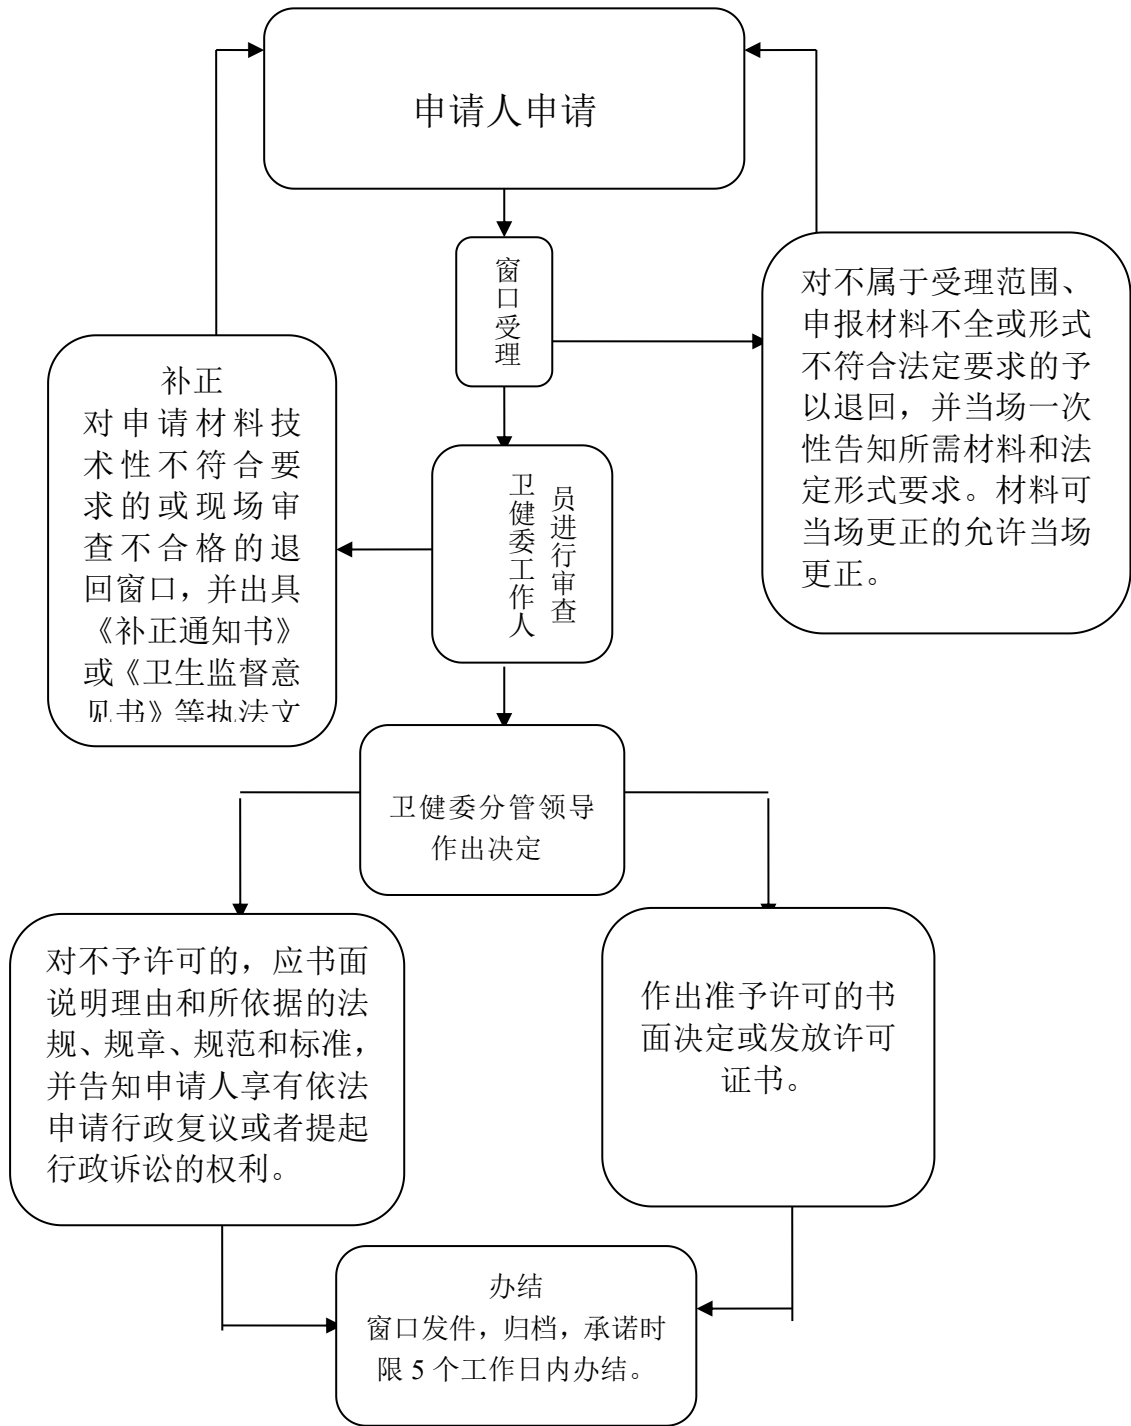 申请人申请
窗口受理
对不属于受理范围、
申报材料不全或形式
不符合法定要求的予
以退回，并当场一次
性告知所需材料和法
定形式要求。材料可
当场更正的允许当场
更正。
补正
对申请材料技
术性不符合要
求的或现场审
查不合格的退
回窗口，并出具
《补正通知书》
或《卫生监督意
见书》等执法文
卫健委工作人
员进行审查
卫健委分管领导
作出决定
对不予许可的，应书面
说明理由和所依据的法
规、规章、规范和标准，
并告知申请人享有依法
申请行政复议或者提起
行政诉讼的权利。
作出准予许可的书
面决定或发放许可
证书。
办结
窗口发件，归档，承诺时
限 5 个工作日内办结。